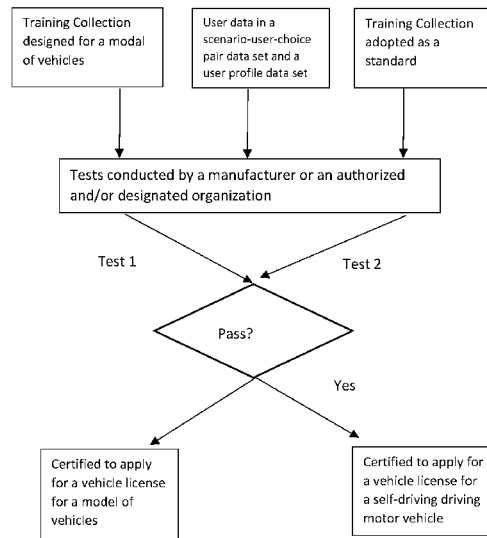 Training Collection
designed for a modal
of vehicles
User data in a
scenario-user-choice
pair data set and a
user profile data set
Training Collection
adopted as a
standard
Tests conducted by a manufacturer or an authorized
and/or designated organization
Test 1
Test 2
Pass?
Yes
Certified to apply
for a vehicle license
for a model of
vehicles
Certified to apply for
a vehicle license for
a self-driving driving
motor vehicle